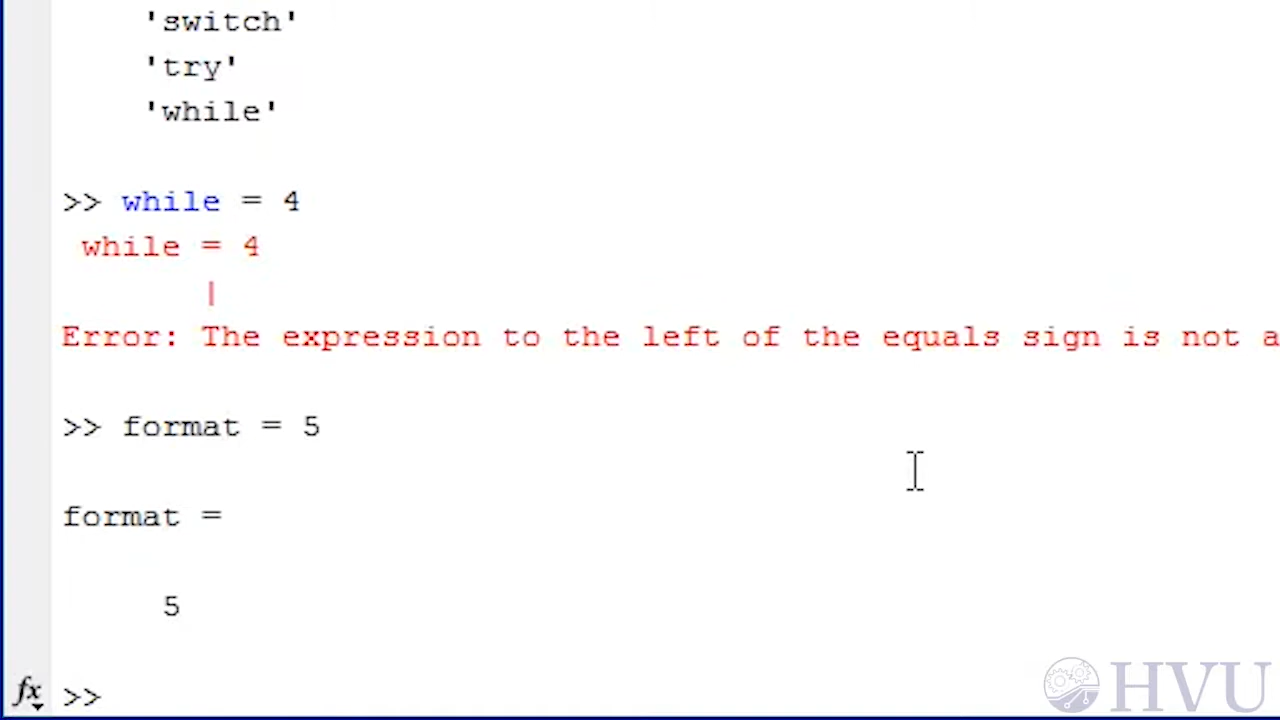 'switch'
'try'
'while'
>> while = 4
while = 4
|
Error: The expression to the left of the equals sign is not a
>> format = 5
format =
5
fx >>
HVU